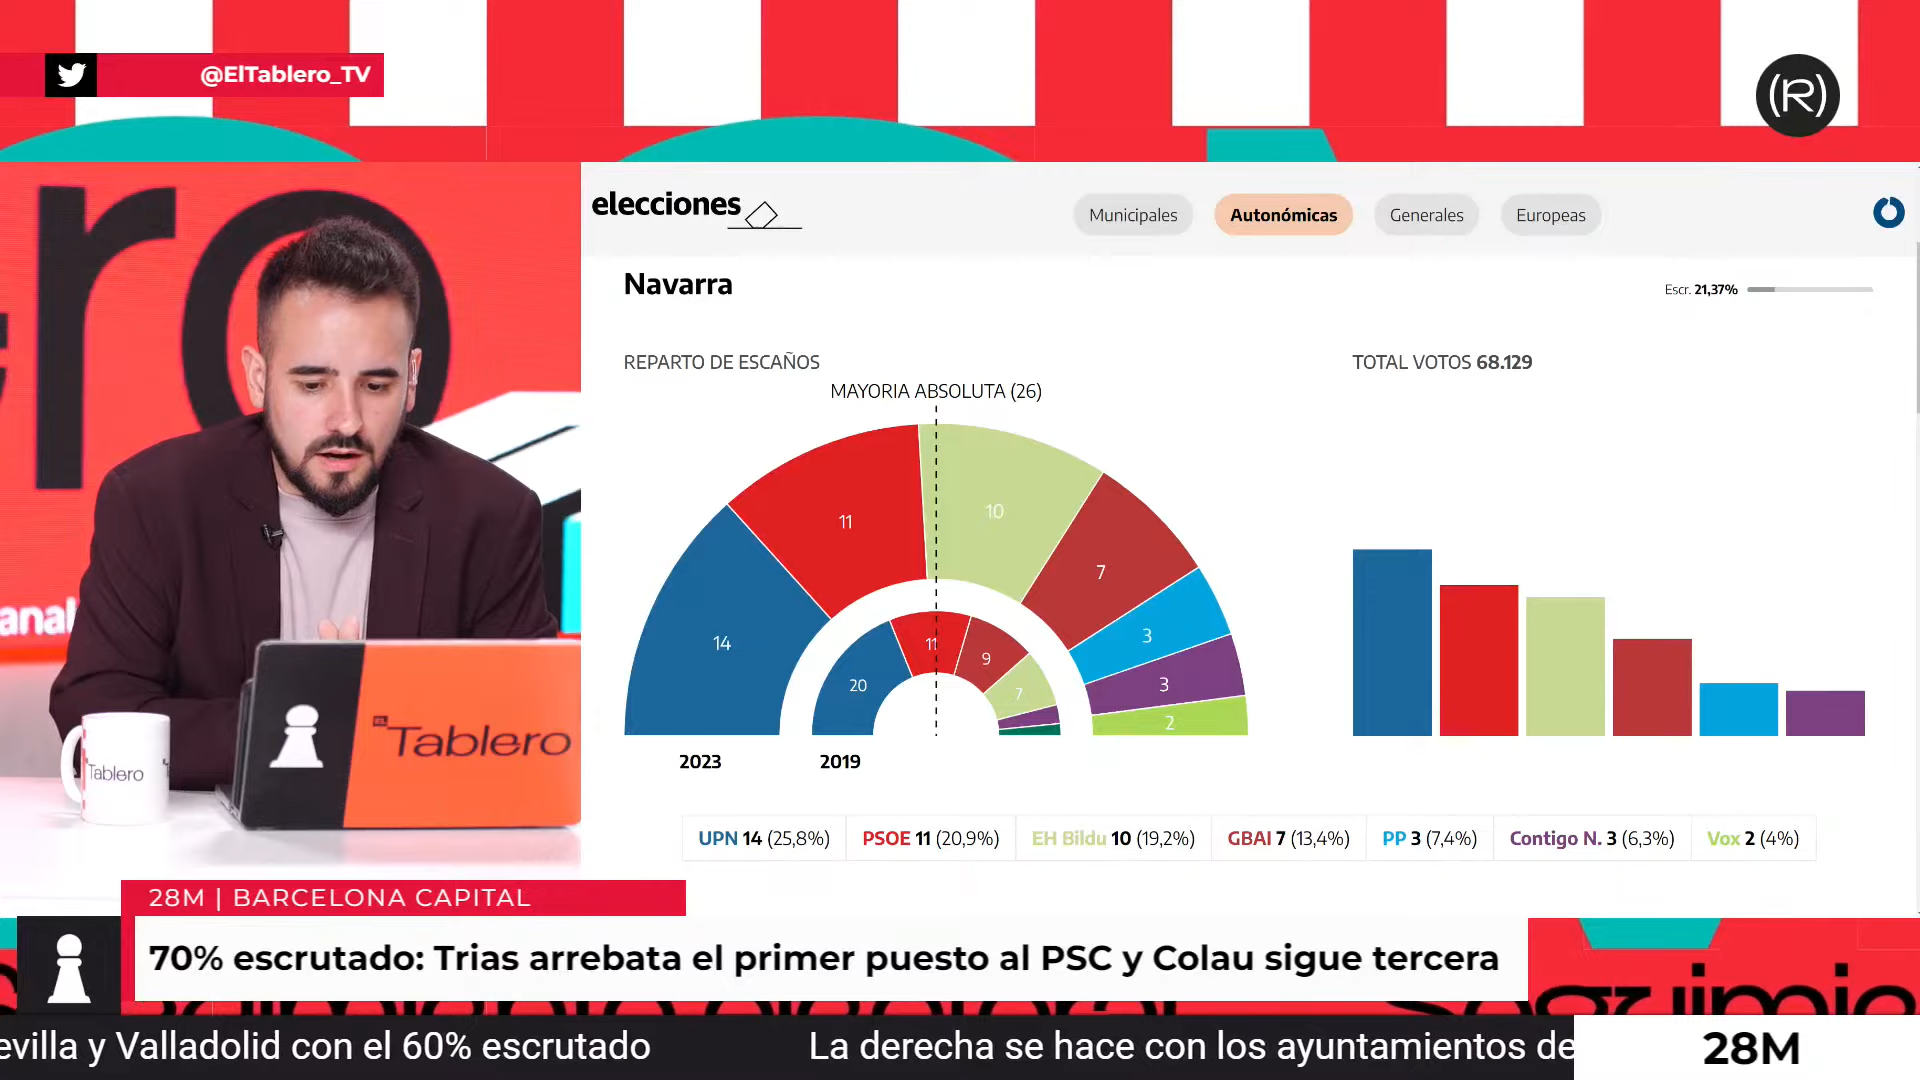 @ElTablero_TV
(R)
elecciones
Municipales
Autonómicas
Generales
Europeas
Navarra
Escr. 21,37%
REPARTO DE ESCAÑOS
TOTAL VOTOS 68.129
MAYORIA ABSOLUTA (26)
14
11
10
7
3
3
2
20
11
9
7
2023
2019
UPN 14 (25,8%)
PSOE 11 (20,9%)
EH Bildu 10 (19,2%)
GBAI 7 (13,4%)
PP 3 (7,4%)
Contigo N. 3 (6,3%)
Vox 2 (4%)
ero
anal
EL
Tablero
Tablero
28M | BARCELONA CAPITAL
70% escrutado: Trias arrebata el primer puesto al PSC y Colau sigue tercera
evilla y Valladolid con el 60% escrutado
La derecha se hace con los ayuntamientos de
28M